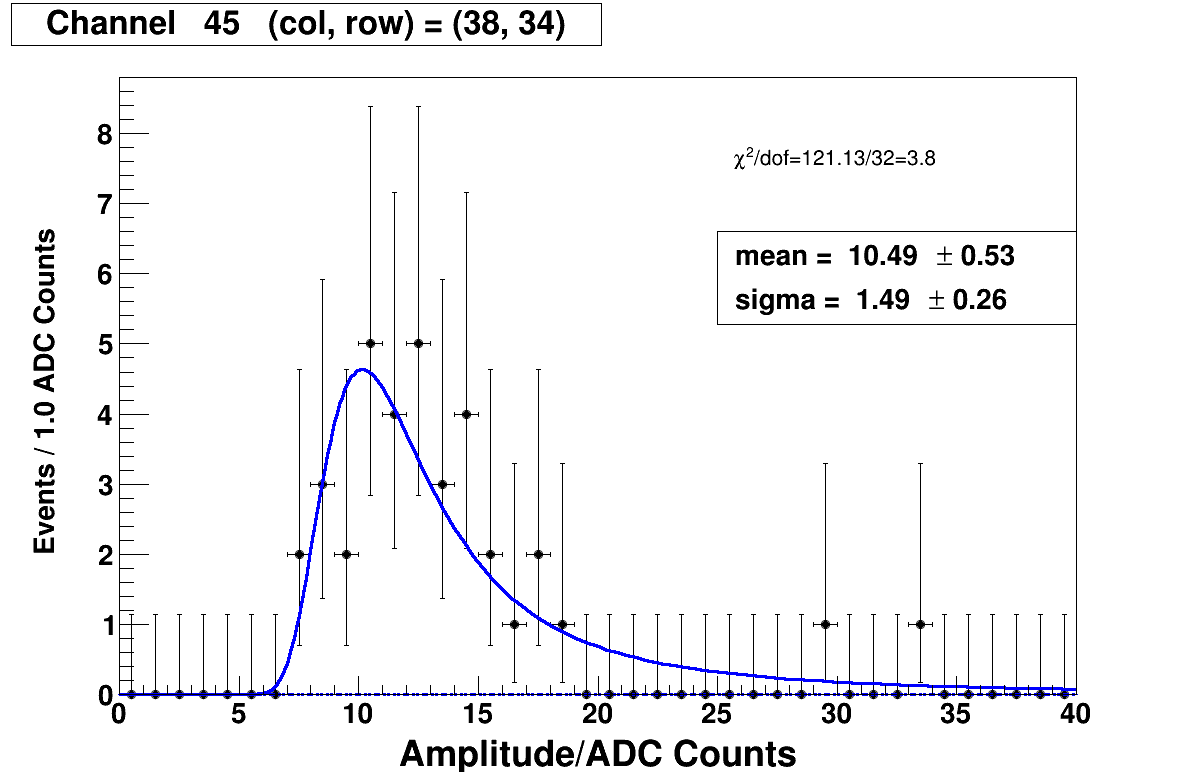 Channel 45 (col, row) = (38, 34)
χ²/dof=121.13/32=3.8
mean = 10.49 ± 0.53
sigma = 1.49 ± 0.26
Events / 1.0 ADC Counts
8
7
6
5
4
3
2
1
0
0 5 10 15 20 25 30 35 40
Amplitude/ADC Counts